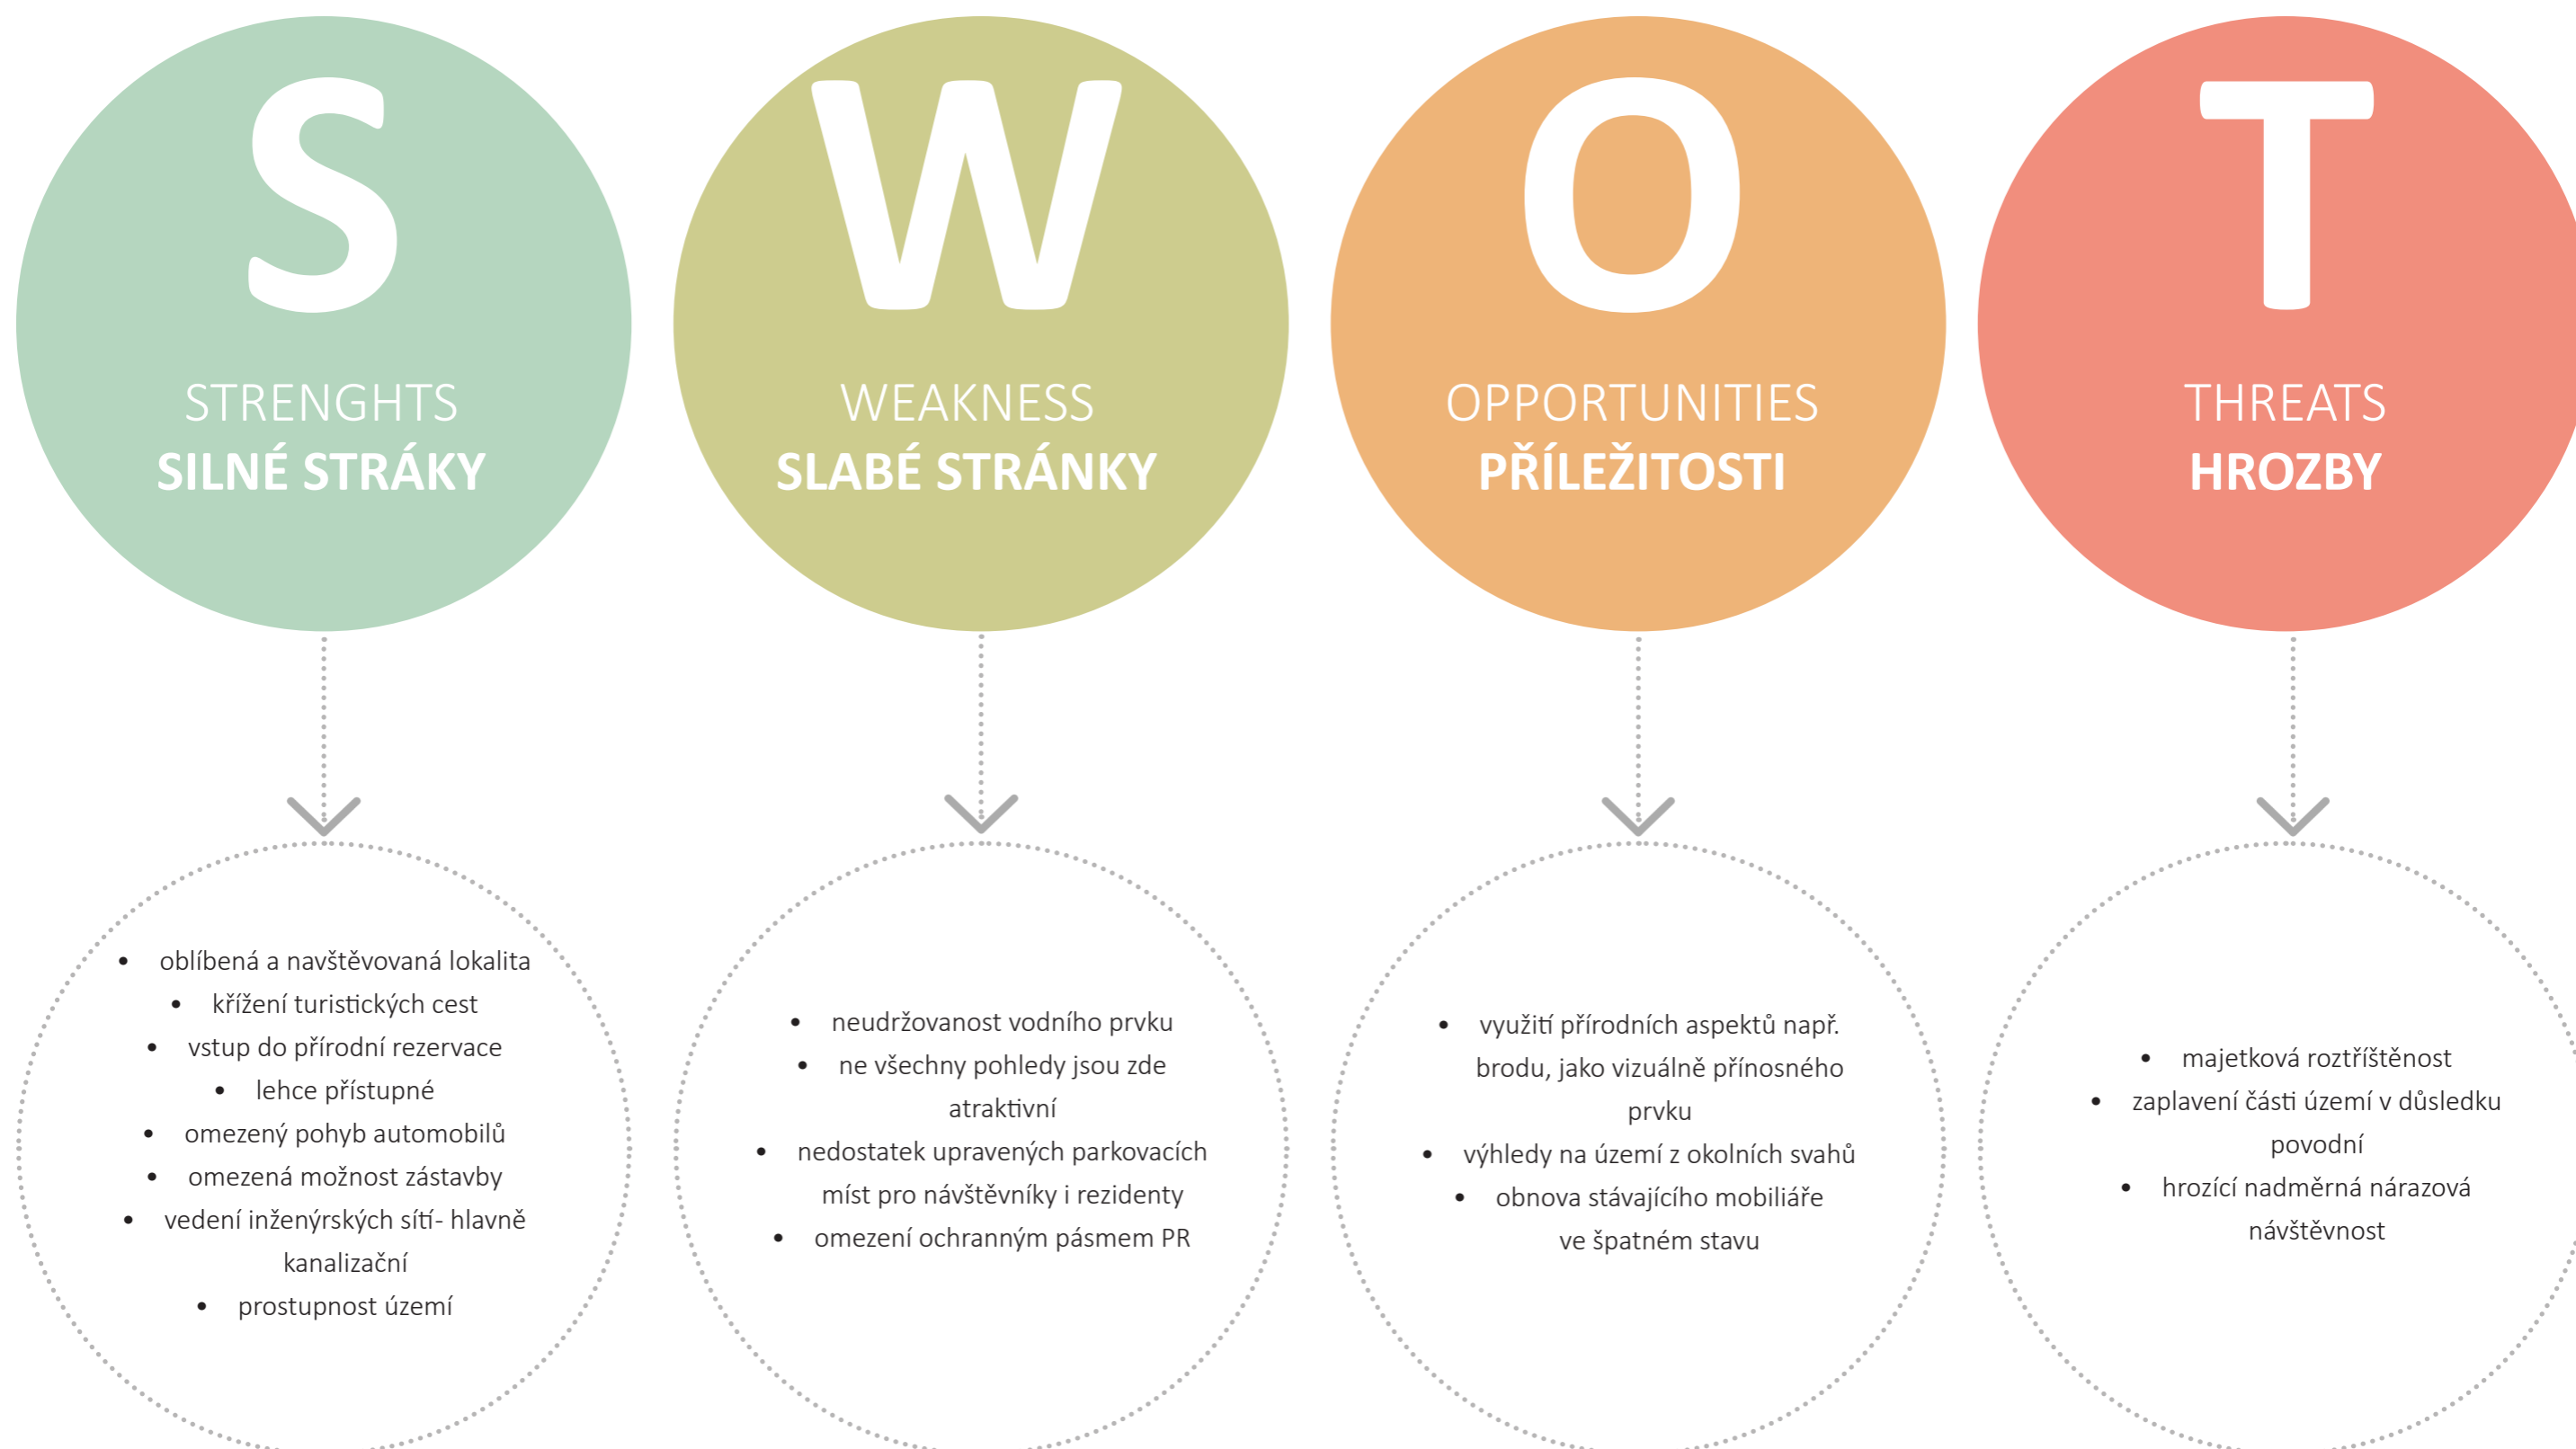 S
STRENGHTS
SILNÉ STRÁKY
• oblíbená a navštěvovaná lokalita
• křížení turistických cest
• vstup do přírodní rezervace
• lehce přístupné
• omezený pohyb automobilů
• omezená možnost zástavby
• vedení inženýrských sítí- hlavně
kanalizační
• prostupnost území
W
WEAKNESS
SLABÉ STRÁNKY
• neudržovanost vodního prvku
• ne všechny pohledy jsou zde
atraktivní
• nedostatek upravených parkovacích
míst pro návštěvníky i rezidenty
• omezení ochranným pásmem PR
O
OPPORTUNITIES
PŘÍLEŽITOSTI
• využití přírodních aspektů např.
brodu, jako vizuálně přínosného
prvku
• výhledy na území z okolních svahů
• obnova stávajícího mobiliáře
ve špatném stavu
T
THREATS
HROZBY
• majetková roztříštěnost
• zaplavení části území v důsledku
povodní
• hrozící nadměrná nárazová
návštěvnost